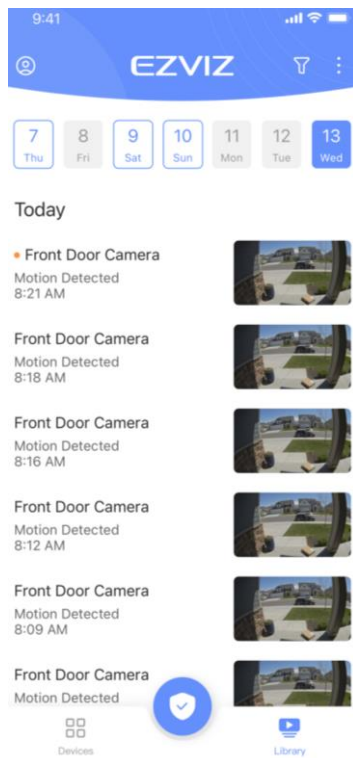 9:41
EZVIZ
7 8 9 10 11 12 13
Thu Fri Sat Sun Mon Tue Wed
Today
Front Door Camera
Motion Detected
8:21 AM
Front Door Camera
Motion Detected
8:18 AM
Front Door Camera
Motion Detected
8:16 AM
Front Door Camera
Motion Detected
8:12 AM
Front Door Camera
Motion Detected
8:09 AM
Front Door Camera
Motion Detected
Devices Library